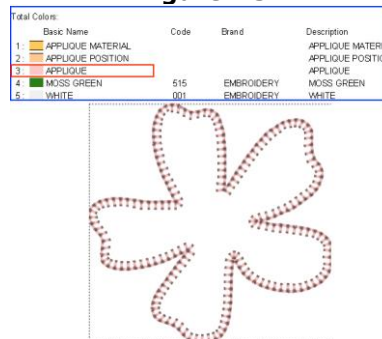 Total Colors:
Basic Name Code Brand Description
1: APPLIQUE MATERIAL APPLIQUE MATERI
2: APPLIQUE POSITION APPLIQUE POSITIO
3: APPLIQUE APPLIQUE
4: MOSS GREEN 515 EMBROIDERY MOSS GREEN
5: WHITE 001 EMBROIDERY WHITE